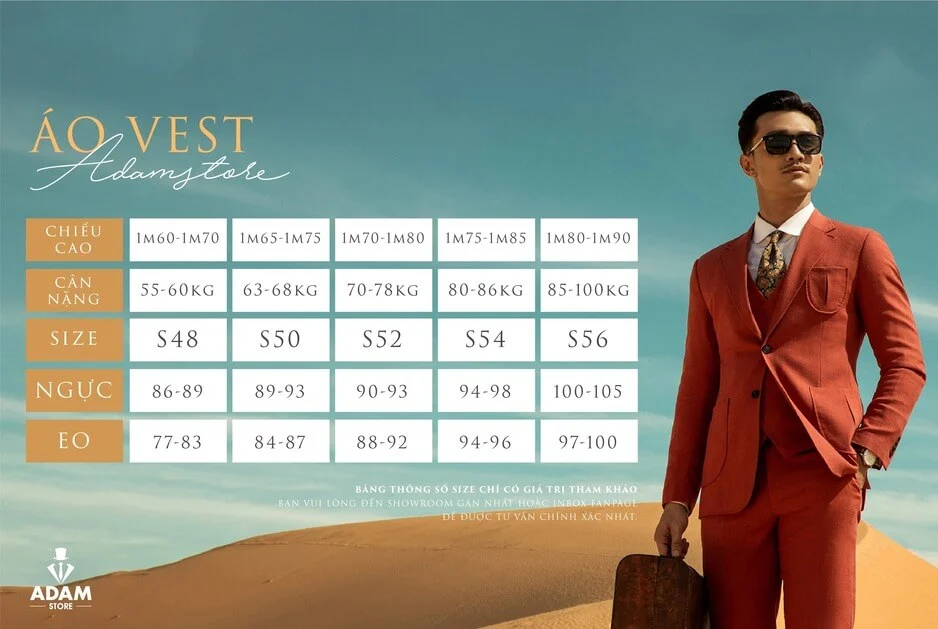 ÁO VEST
Adamstore
CHIỀU CAO 1M60-1M70 1M65-1M75 1M70-1M80 1M75-1M85 1M80-1M90
CÂN NẶNG 55-60KG 63-68KG 70-78KG 80-86KG 85-100KG
SIZE S48 S50 S52 S54 S56
NGỰC 86-89 89-93 90-93 94-98 100-105
EO 77-83 84-87 88-92 94-96 97-100
BẢNG THÔNG SỐ SIZE CHỈ CÓ GIÁ TRỊ THAM KHẢO
BẠN VUI LÒNG ĐẾN SHOWROOM GẦN NHẤT HOẶC INBOX FANPAGE
ĐỂ ĐƯỢC TƯ VẤN CHÍNH XÁC NHẤT.
ADAM
STORE